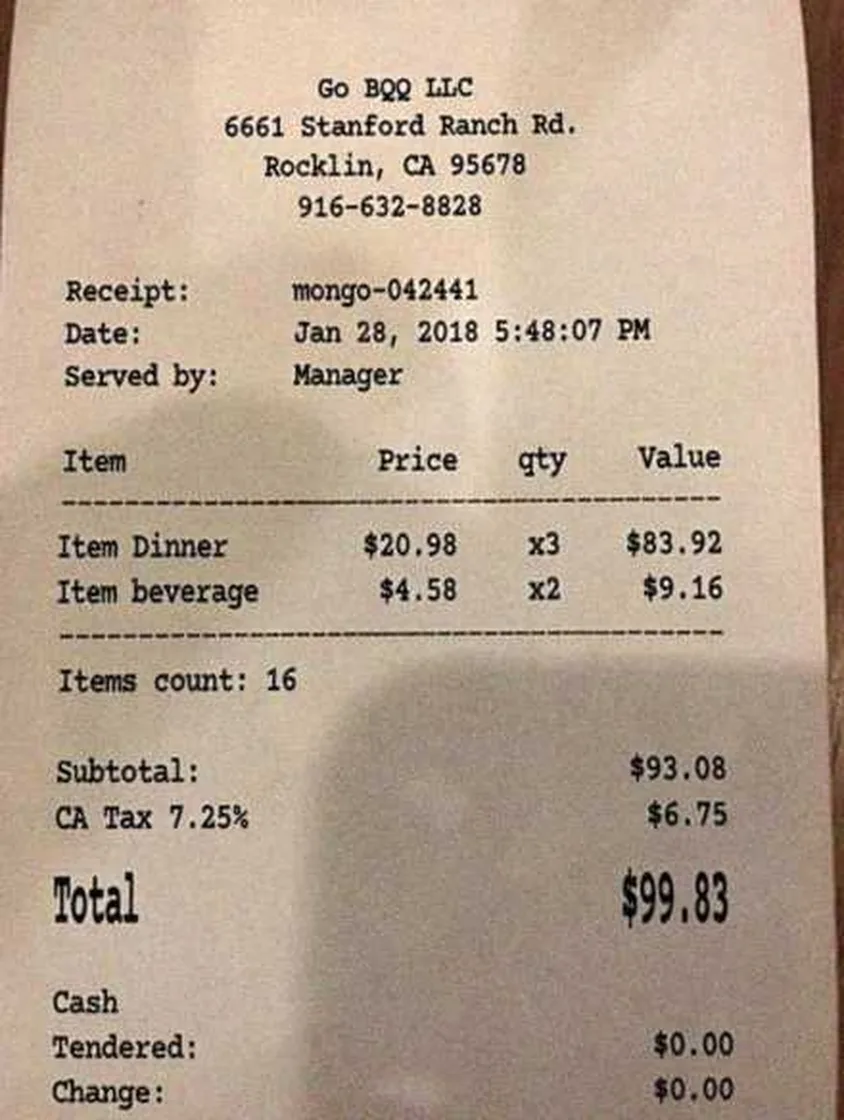 Go BQQ LLC
6661 Stanford Ranch Rd.
Rocklin, CA 95678
916-632-8828
Receipt: mongo-042441
Date: Jan 28, 2018 5:48:07 PM
Served by: Manager
Item Price qty Value
--------------------------------------------
Item Dinner $20.98 x3 $83.92
Item beverage $4.58 x2 $9.16
--------------------------------------------
Items count: 16
Subtotal: $93.08
CA Tax 7.25% $6.75
Total $99.83
Cash
Tendered: $0.00
Change: $0.00